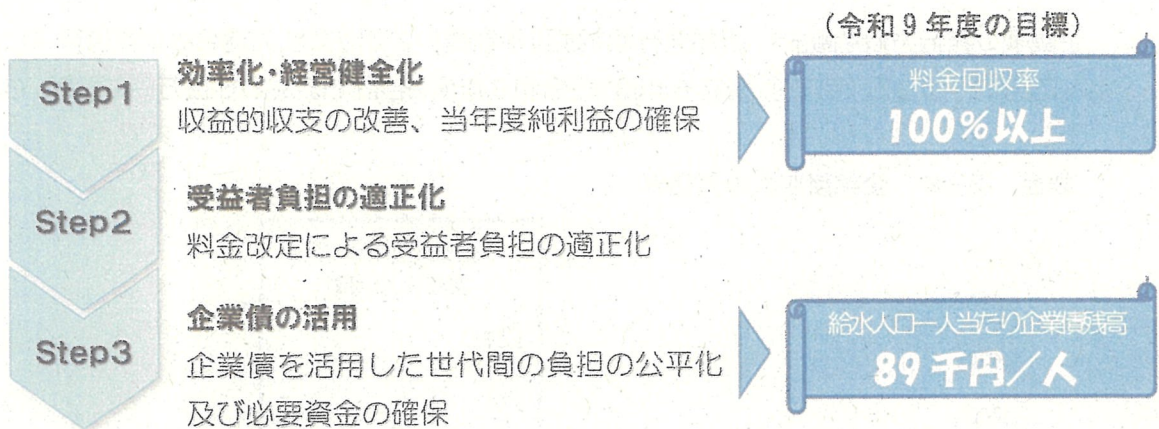 (令和9年度の目標)
Step1
効率化・経営健全化
収益的収支の改善、当年度純利益の確保
料金回収率
100%以上
Step2
受益者負担の適正化
料金改定による受益者負担の適正化
Step3
企業債の活用
企業債を活用した世代間の負担の公平化
及び必要資金の確保
給水人口一人当たり企業債残高
89千円/人